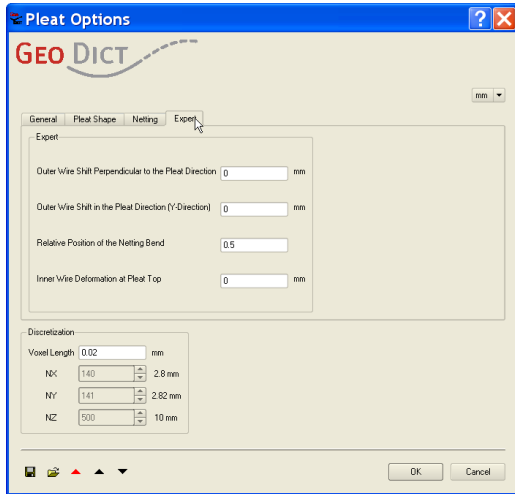 Pleat Options
GEO DICT
mm
General Pleat Shape Netting Expert
Expert
Outer Wire Shift Perpendicular to the Pleat Direction 0 mm
Outer Wire Shift in the Pleat Direction (Y-Direction) 0 mm
Relative Position of the Netting Bend 0.5
Inner Wire Deformation at Pleat Top 0 mm
Discretization
Voxel Length 0.02 mm
NX 140 2.8 mm
NY 141 2.82 mm
NZ 500 10 mm
OK Cancel